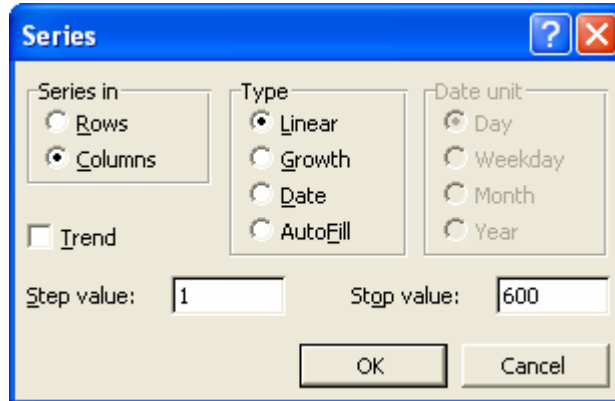 Series
Series in
Rows
Columns
Trend
Type
Linear
Growth
Date
AutoFill
Date unit
Day
Weekday
Month
Year
Step value: 1
Stop value: 600
OK
Cancel